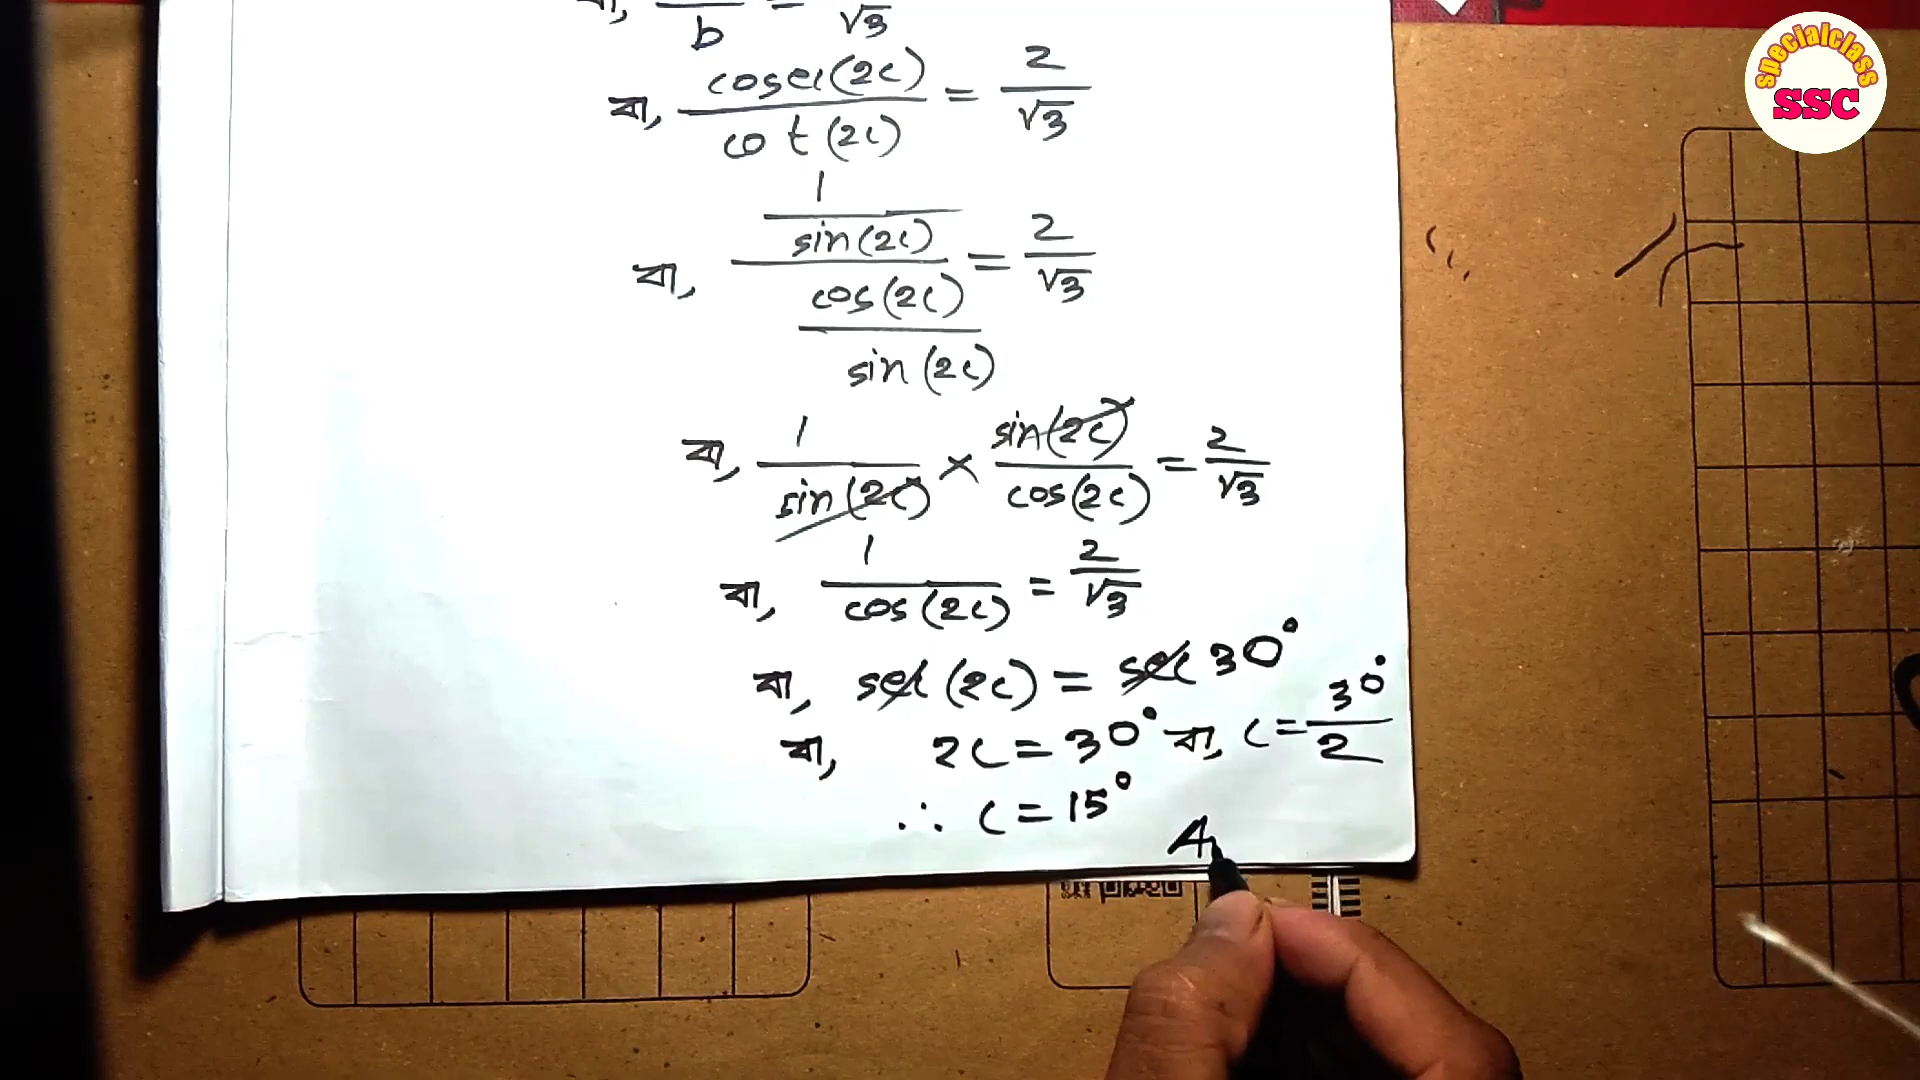 বা, b = √3
specialclass
SSC
বা, cosec(2C) / cot(2C) = 2/√3
বা, 1/sin(2C) / cos(2C)/sin(2C) = 2/√3
বা, 1/sin(2C) × sin(2C)/cos(2C) = 2/√3
বা, 1/cos(2C) = 2/√3
বা, sec(2C) = sec 30°
বা, 2C = 30° বা, C = 30°/2
∴ C = 15°
A